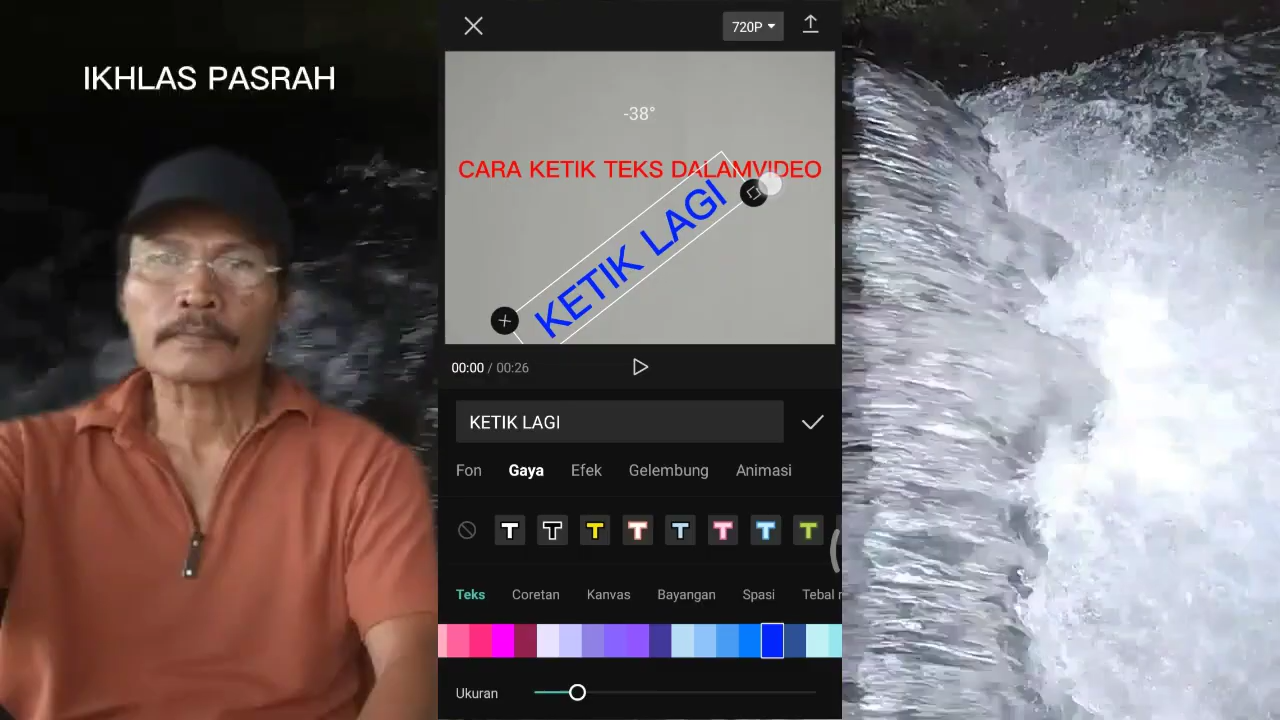 IKHLAS PASRAH
720P
-38°
CARA KETIK TEKS DALAMVIDEO
KETIK LAGI
00:00 / 00:26
KETIK LAGI
Fon Gaya Efek Gelembung Animasi
T T T T T T T T
Teks Coretan Kanvas Bayangan Spasi Tebal
Ukuran